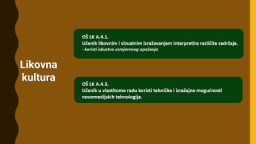 Likovna
kultura
OŠ LK A.4.1.
Učenik likovnim i vizualnim izražavanjem interpretira različite sadržaje.
- koristi iskustvo usmjerenog opažanja
OŠ LK A.4.3.
Učenik u vlastitome radu koristi tehničke i izražajne mogućnosti
novomedijskih tehnologija.